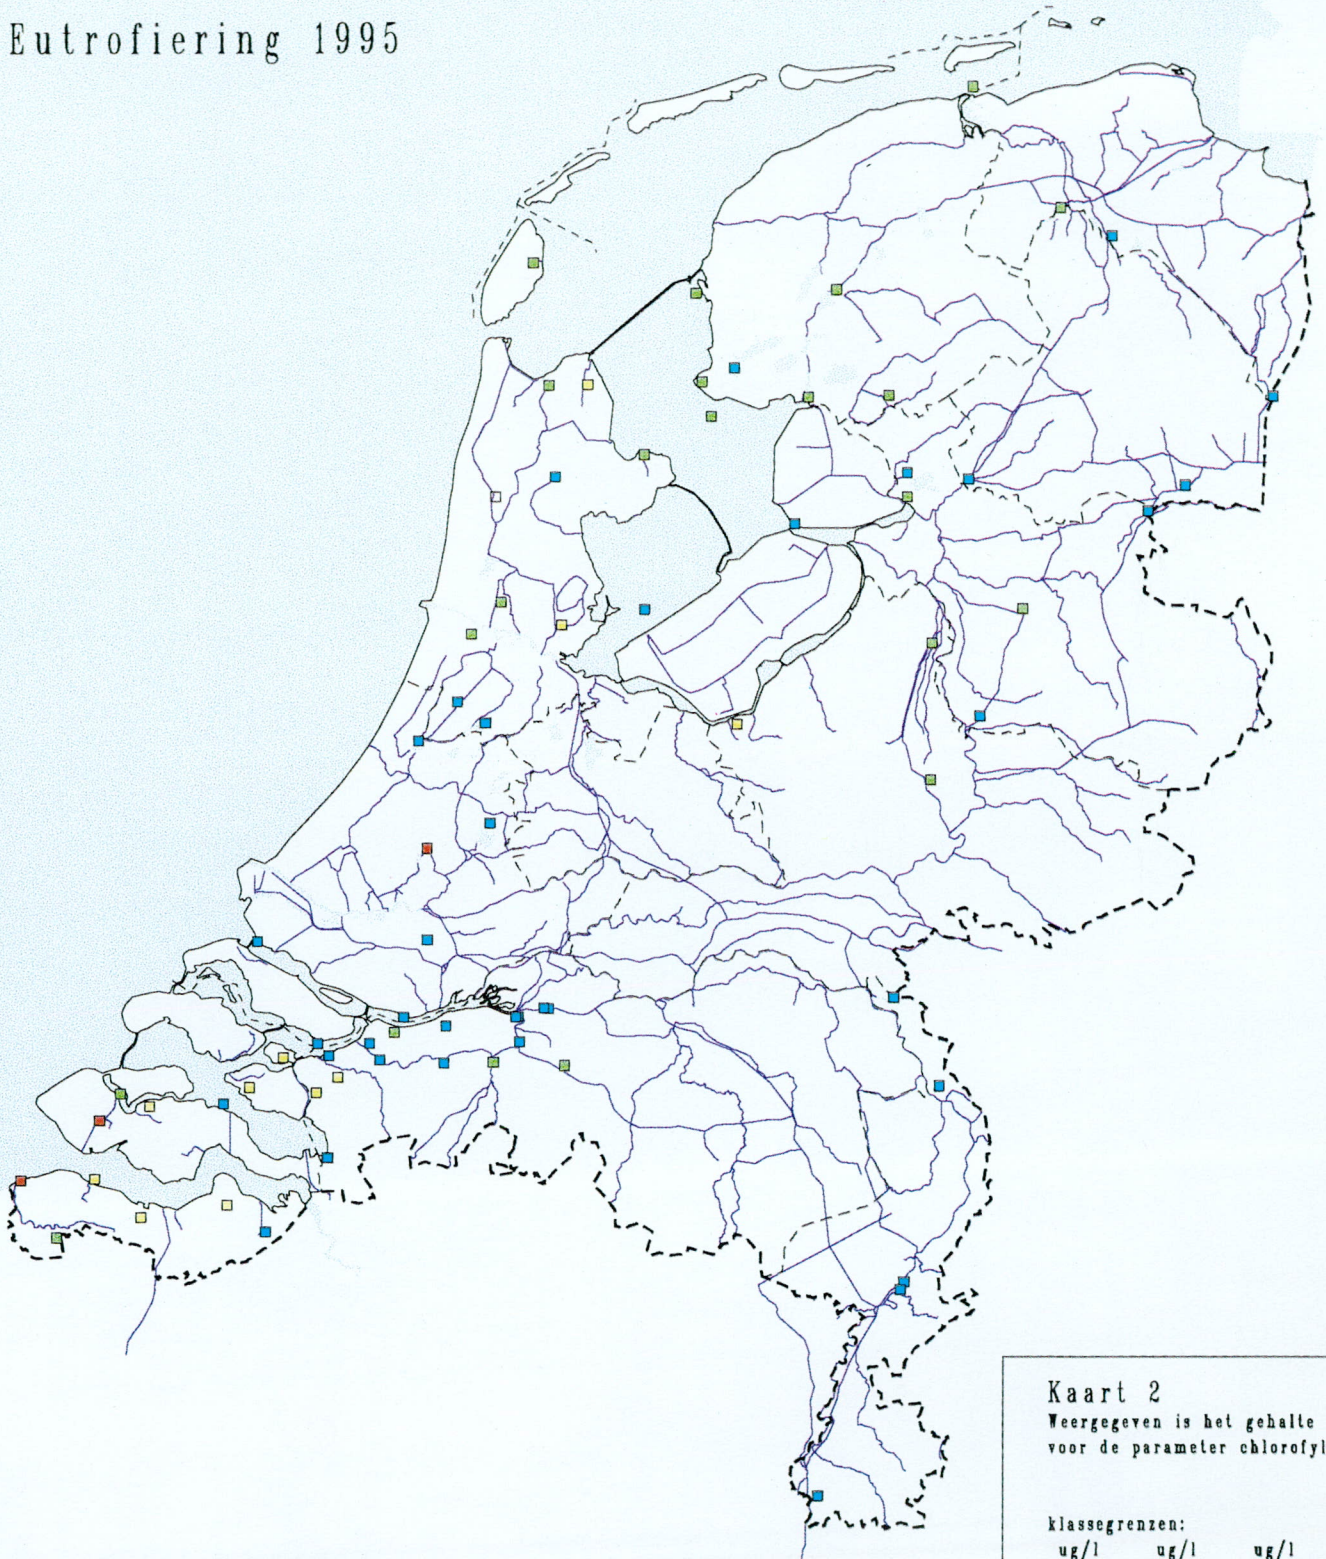 Eutrofiering 1995
Kaart 2
Weergegeven is het gehalte
voor de parameter chlorofyl
klassegrenzen:
ug/l ug/l ug/l